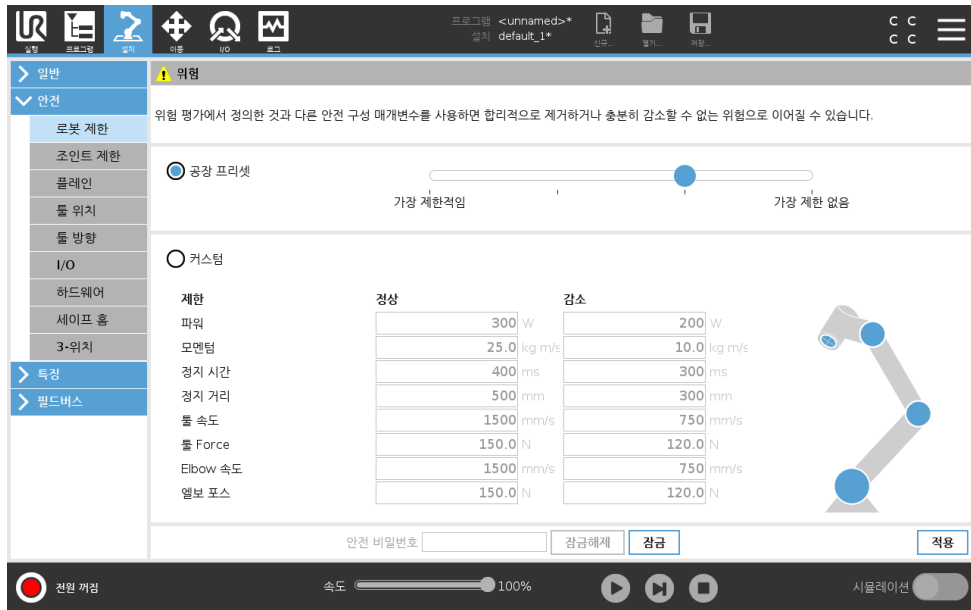 UR
프로그램 <unnamed>*
설치 default_1*
C C
C C
실행 프로그램 설치 이동 I/O 로그 신규... 열기... 저장...
일반
안전
로봇 제한
조인트 제한
플레인
툴 위치
툴 방향
I/O
하드웨어
세이프 홈
3-위치
특징
필드버스
위험
위험 평가에서 정의한 것과 다른 안전 구성 매개변수를 사용하면 합리적으로 제거하거나 충분히 감소할 수 없는 위험으로 이어질 수 있습니다.
공장 프리셋
가장 제한적임 가장 제한 없음
커스텀
제한 정상 감소
파워 300 W 200 W
모멘텀 25.0 kg m/s 10.0 kg m/s
정지 시간 400 ms 300 ms
정지 거리 500 mm 300 mm
툴 속도 1500 mm/s 750 mm/s
툴 Force 150.0 N 120.0 N
Elbow 속도 1500 mm/s 750 mm/s
엘보 포스 150.0 N 120.0 N
안전 비밀번호 잠금해제 잠금 적용
전원 꺼짐 속도 100% 시뮬레이션